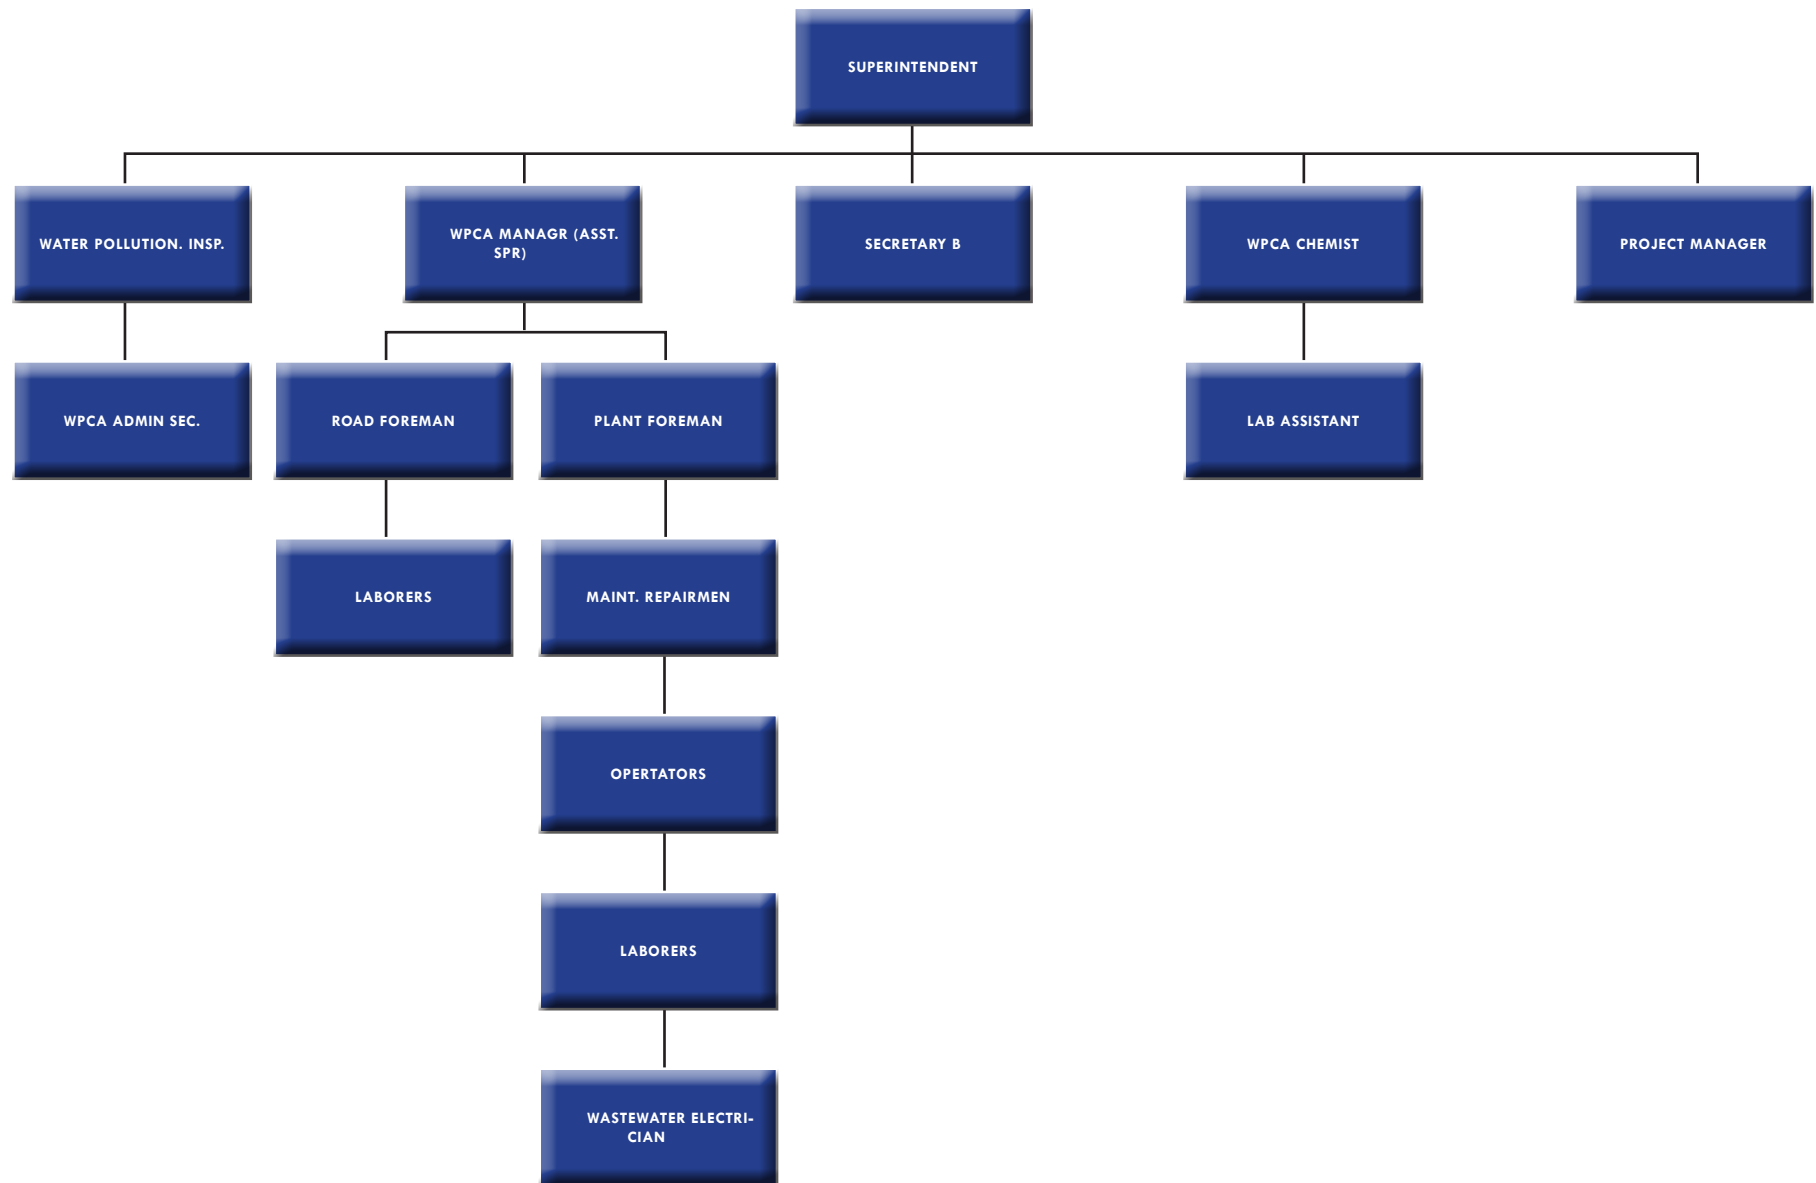 SUPERINTENDENT
WATER POLLUTION. INSP.
WPCA MANAGR (ASST.
SPR)
SECRETARY B
WPCA CHEMIST
PROJECT MANAGER
WPCA ADMIN SEC.
ROAD FOREMAN
PLANT FOREMAN
LAB ASSISTANT
LABORERS
MAINT. REPAIRMEN
OPERTATORS
LABORERS
WASTEWATER ELECTRI-
CIAN